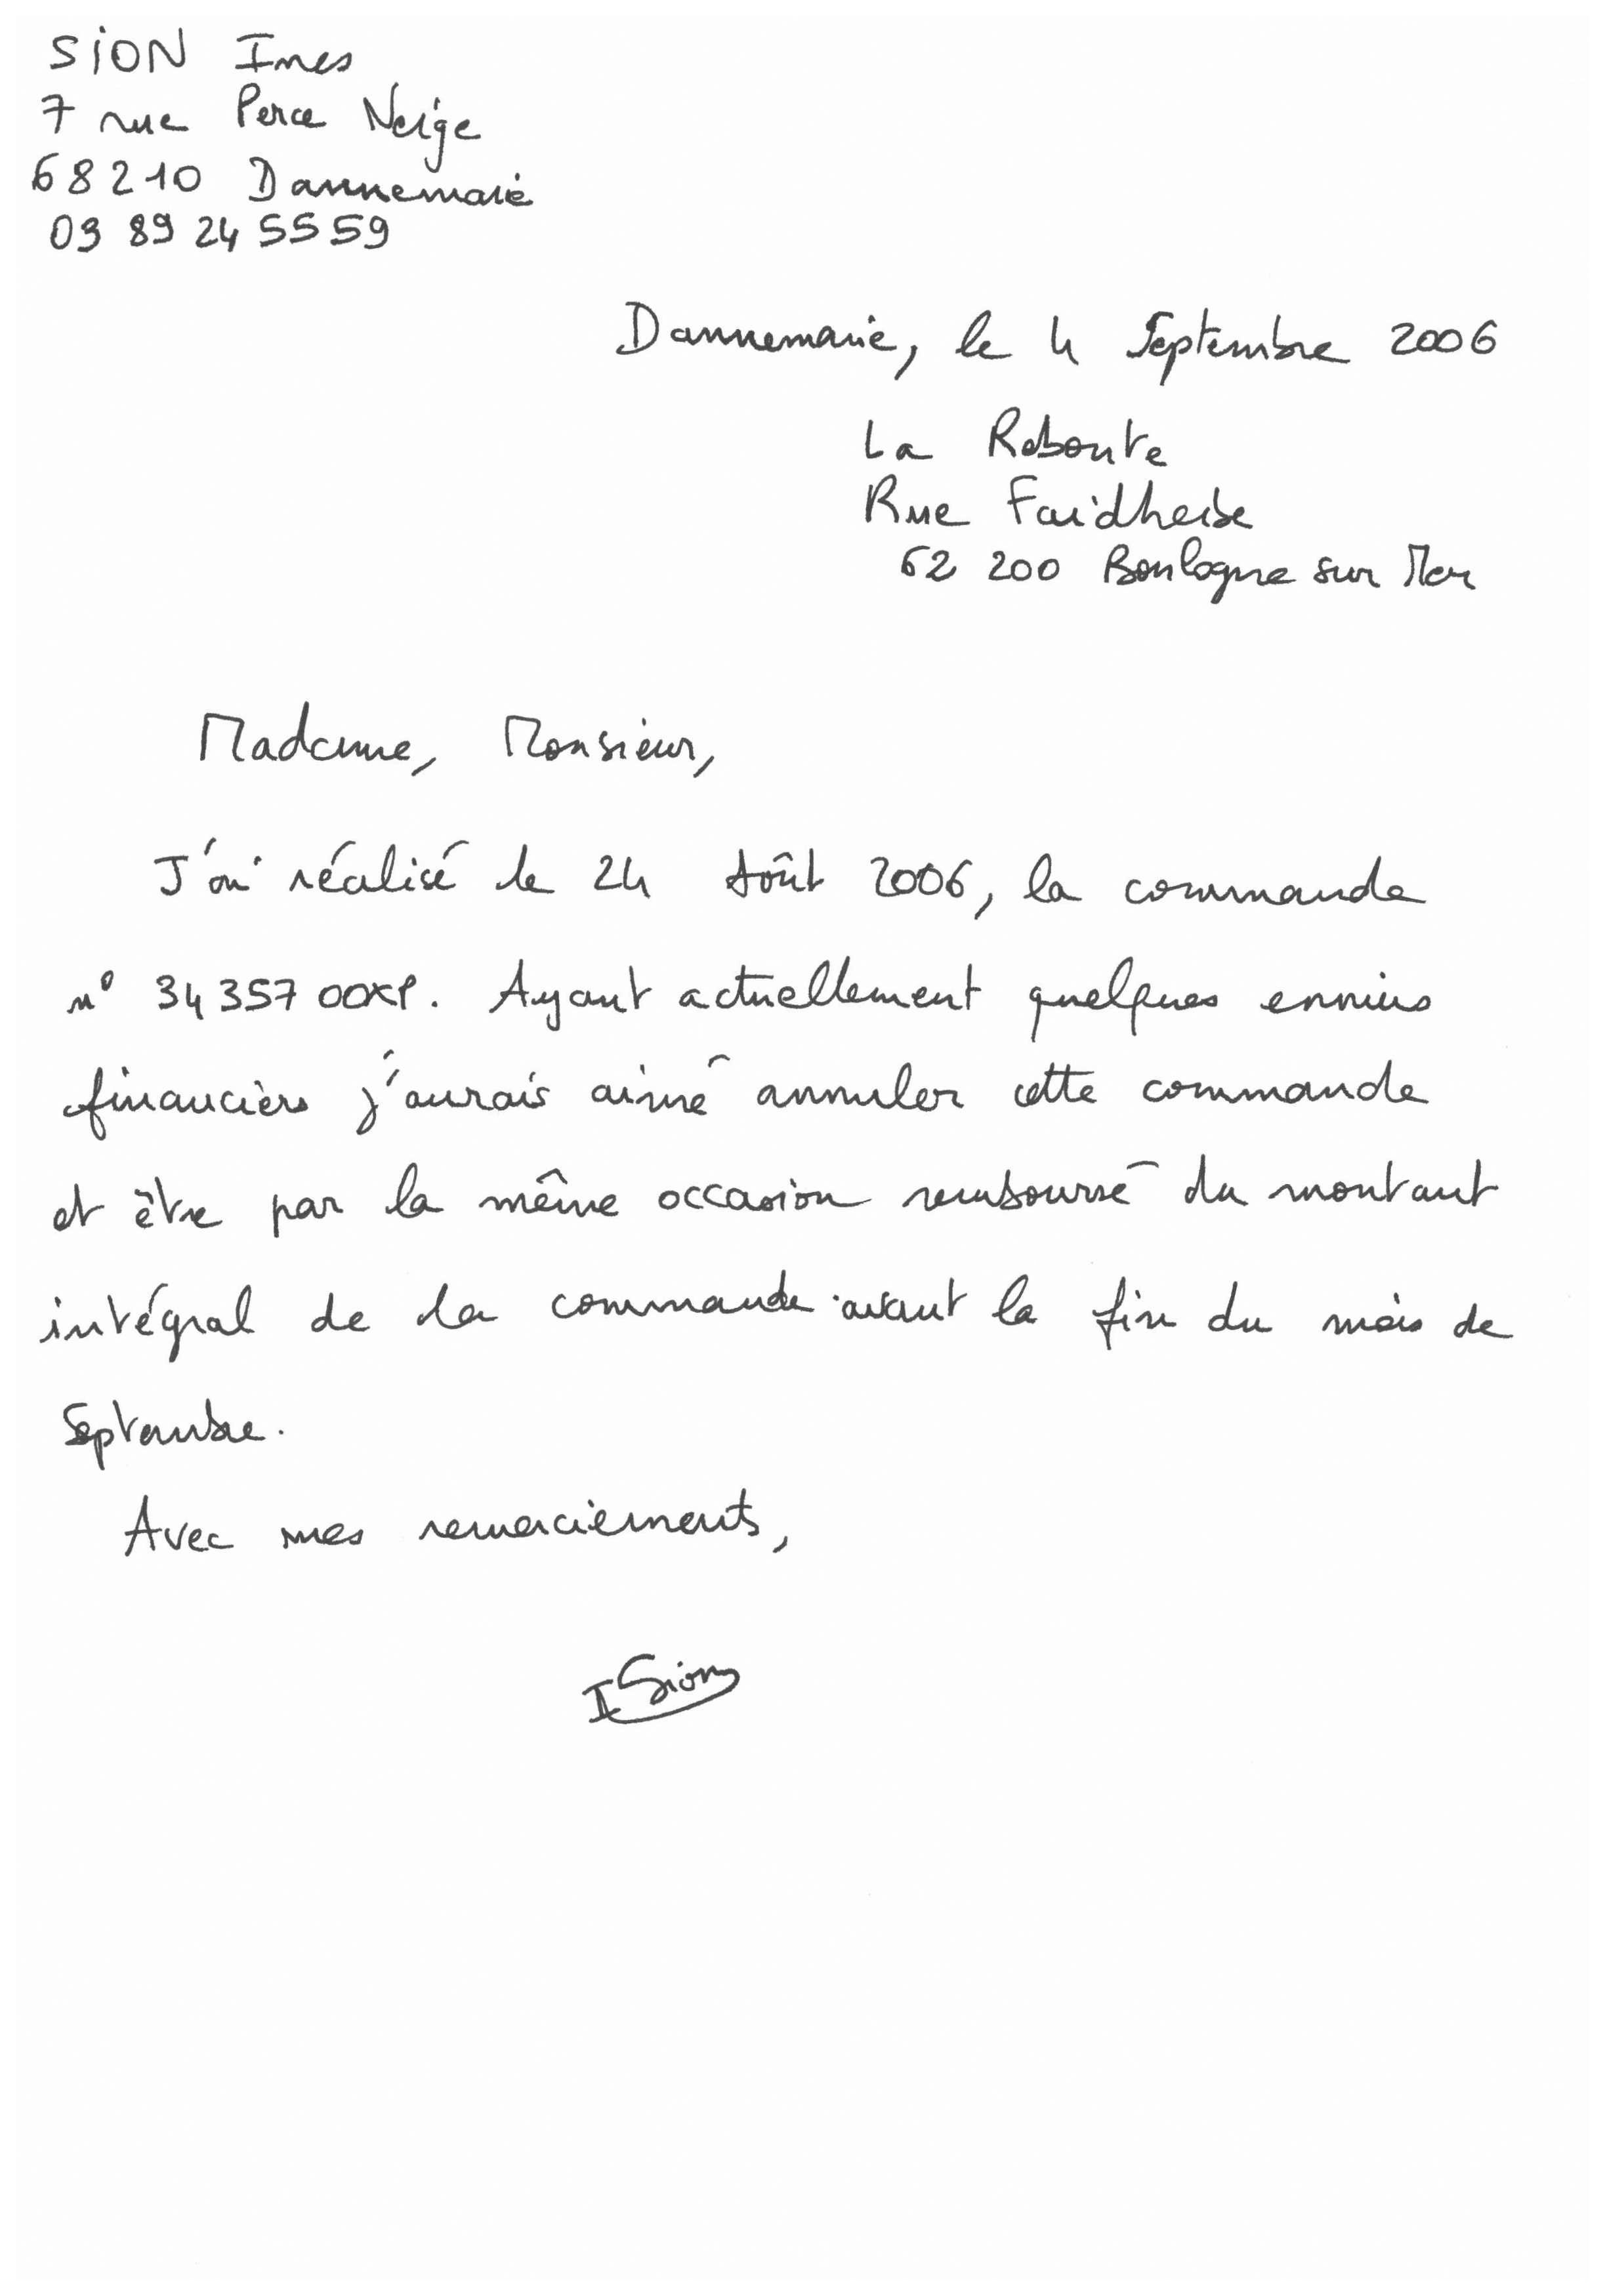 SION Ines
7 rue Perce Neige
68210 Dannemarie
03 89 24 55 59
Dannemarie, le 4 Septembre 2006
La Reboute
Rue Faidherbe
62 200 Boulogne sur Mer
Madame, Monsieur,
J'ai réalisé le 24 Août 2006, la commande
n° 34357 00XP. Ayant actuellement quelques ennuis
financiers j'aurais aimé annuler cette commande
et être par la même occasion remboursé du montant
intégral de la commande avant la fin du mois de
Septembre.
Avec mes remerciements,
I Sion